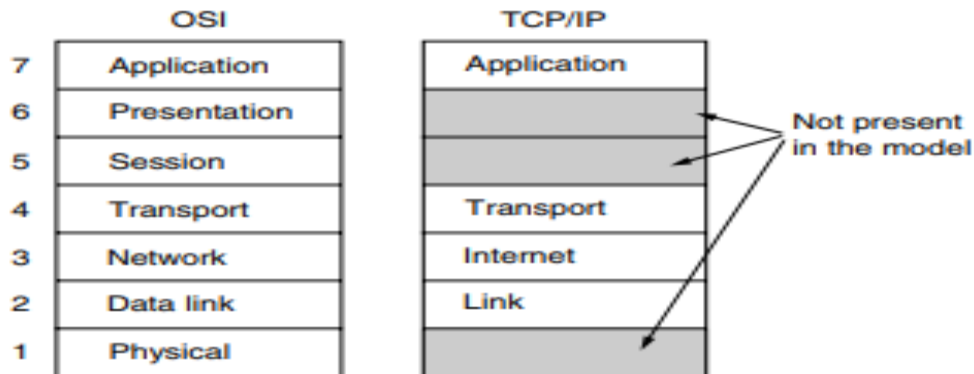 OSI TCP/IP
7 Application Application
6 Presentation
5 Session
4 Transport Transport
3 Network Internet
2 Data link Link
1 Physical
Not present
in the model